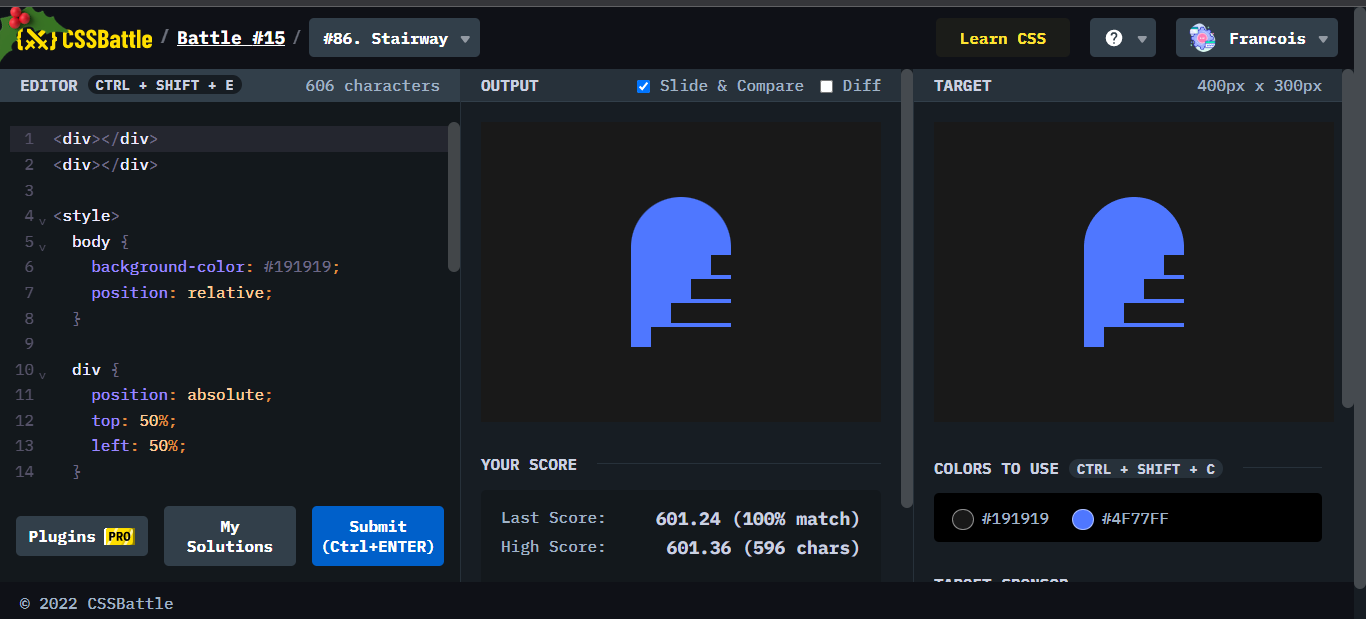 {X} CSSBattle / Battle #15 / #86. Stairway Learn CSS ? Francois
EDITOR CTRL + SHIFT + E 606 characters
1 <div></div>
2 <div></div>
3
4 <style>
5 body {
6 background-color: #191919;
7 position: relative;
8 }
9
10 div {
11 position: absolute;
12 top: 50%;
13 left: 50%;
14 }
Plugins PRO
My
Solutions
Submit
(Ctrl+ENTER)
OUTPUT Slide & Compare Diff
YOUR SCORE
Last Score: 601.24 (100% match)
High Score: 601.36 (596 chars)
TARGET 400px x 300px
COLORS TO USE CTRL + SHIFT + C
#191919 #4F77FF
TARGET SPONSOR
© 2022 CSSBattle